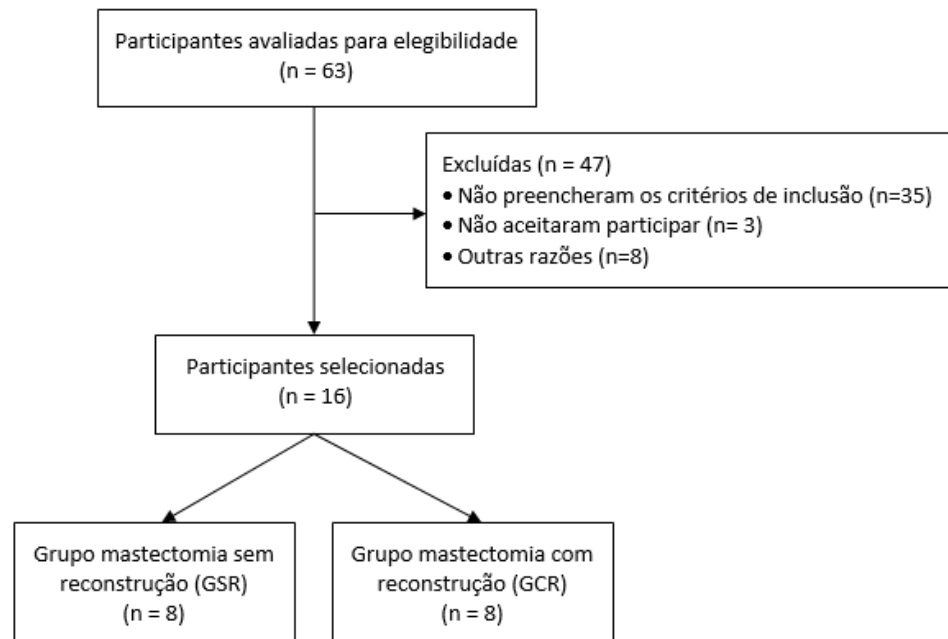 Participantes avaliadas para elegibilidade
(n = 63)
Excluídas (n = 47)
• Não preencheram os critérios de inclusão (n=35)
• Não aceitaram participar (n= 3)
• Outras razões (n=8)
Participantes selecionadas
(n = 16)
Grupo mastectomia sem
reconstrução (GSR)
(n = 8)
Grupo mastectomia com
reconstrução (GCR)
(n = 8)